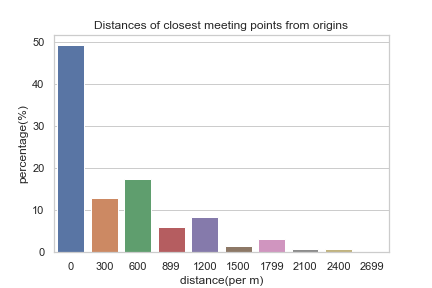 Distances of closest meeting points from origins
percentage(%)
50
40
30
20
10
0
0 300 600 899 1200 1500 1799 2100 2400 2699
distance(per m)